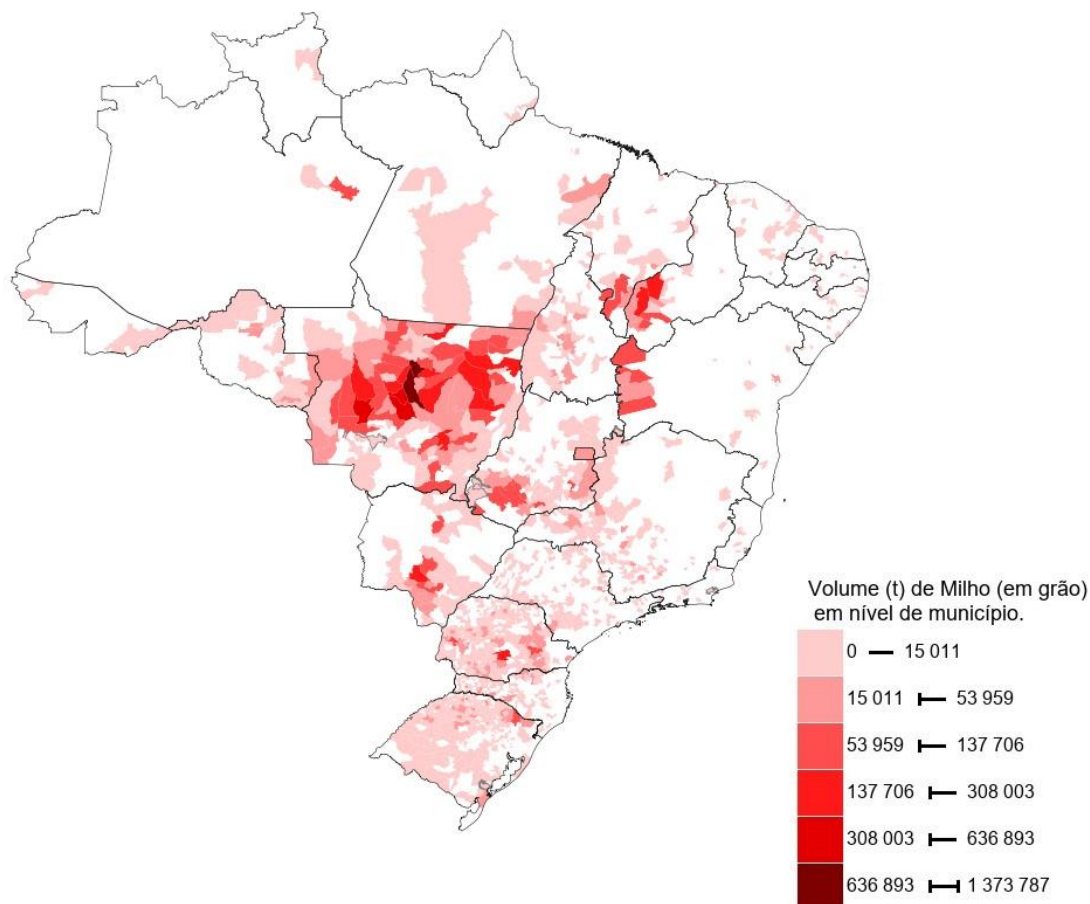 Volume (t) de Milho (em grão)
em nível de município.
0 — 15 011
15 011 — 53 959
53 959 — 137 706
137 706 — 308 003
308 003 — 636 893
636 893 — 1 373 787